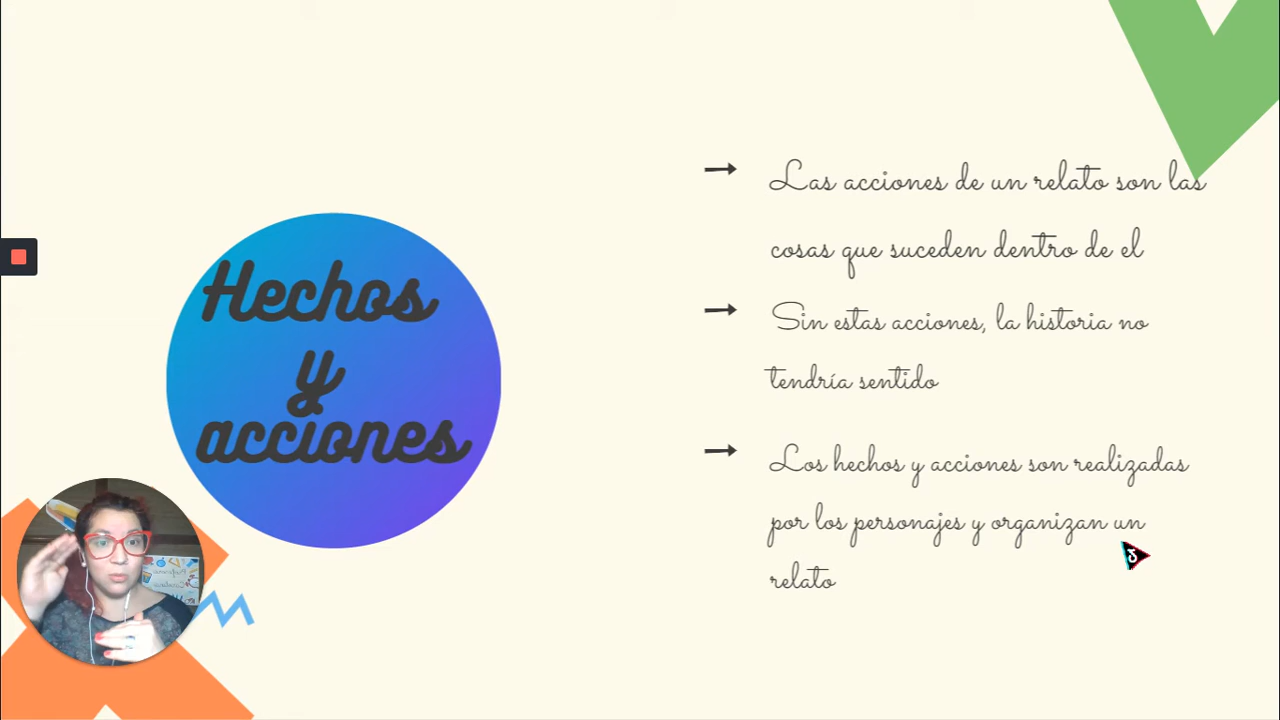 Hechos
y
acciones
Las acciones de un relato son las
cosas que suceden dentro de el
Sin estas acciones, la historia no
tendría sentido
Los hechos y acciones son realizadas
por los personajes y organizan un
relato